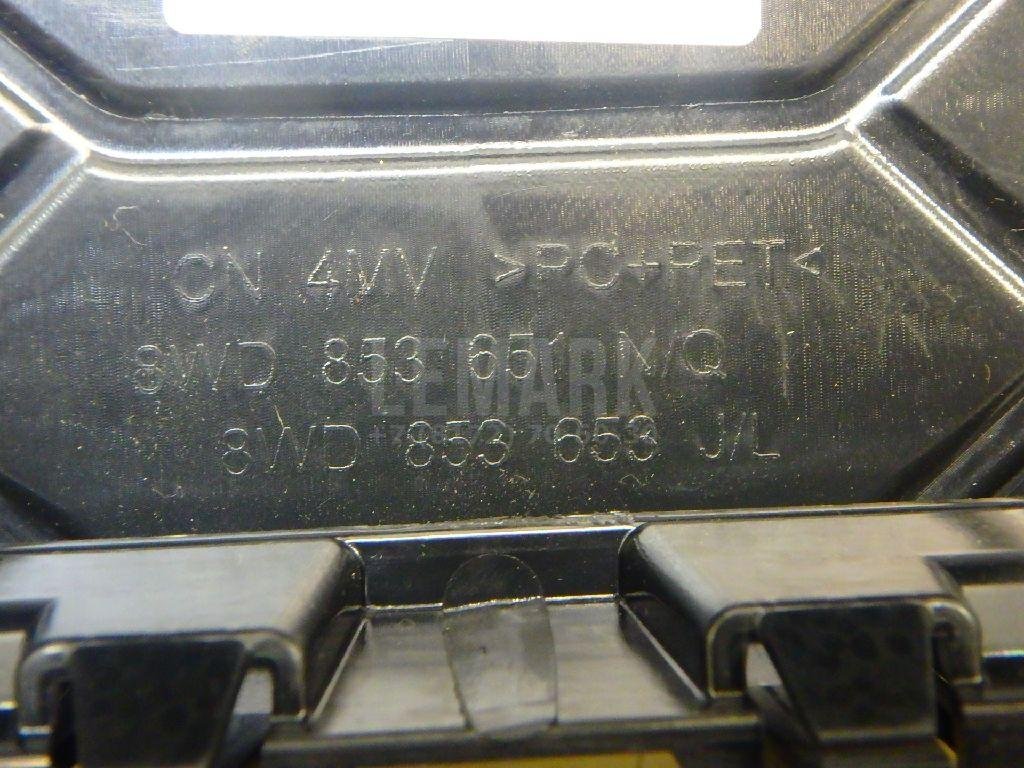 CN 4VV >PC+PET<
8WD 853 651 N/Q
LEMARK
8WD 853 653 J/L